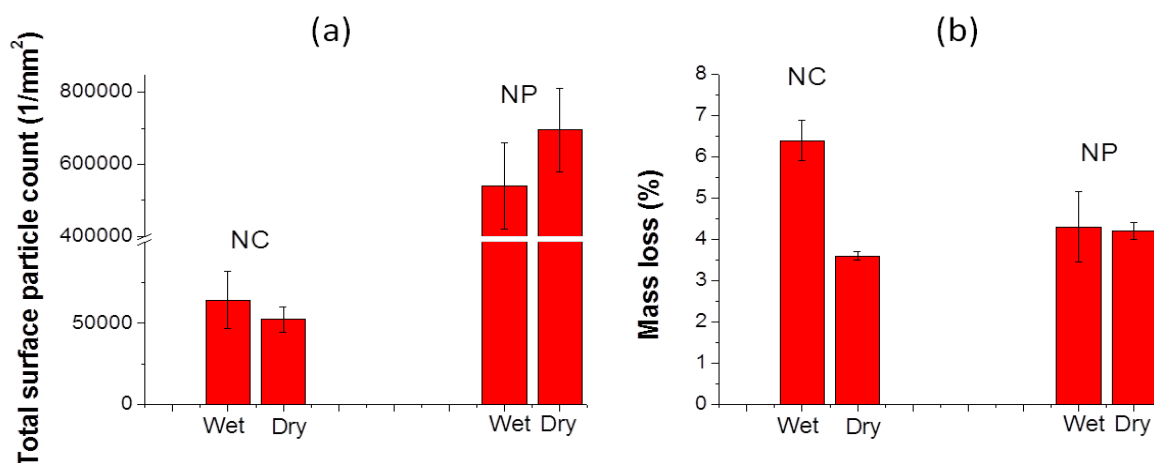 (a)
Total surface particle count (1/mm²)
800000
600000
400000
50000
0
NC
NP
Wet Dry
Wet Dry
(b)
Mass loss (%)
8
7
6
5
4
3
2
1
0
NC
NP
Wet Dry
Wet Dry